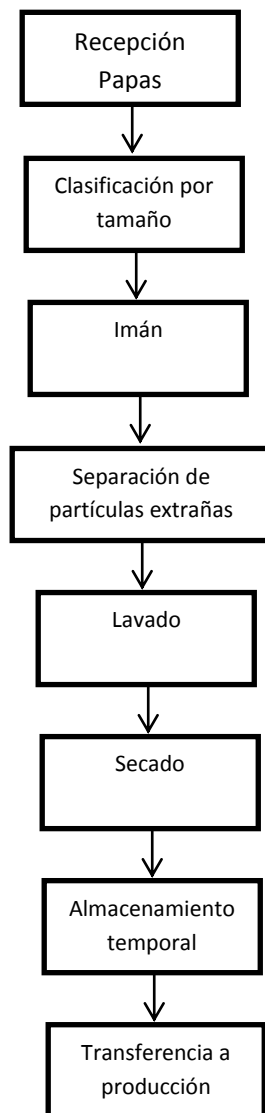 Recepción
Papas
Clasificación por
tamaño
Imán
Separación de
partículas extrañas
Lavado
Secado
Almacenamiento
temporal
Transferencia a
producción